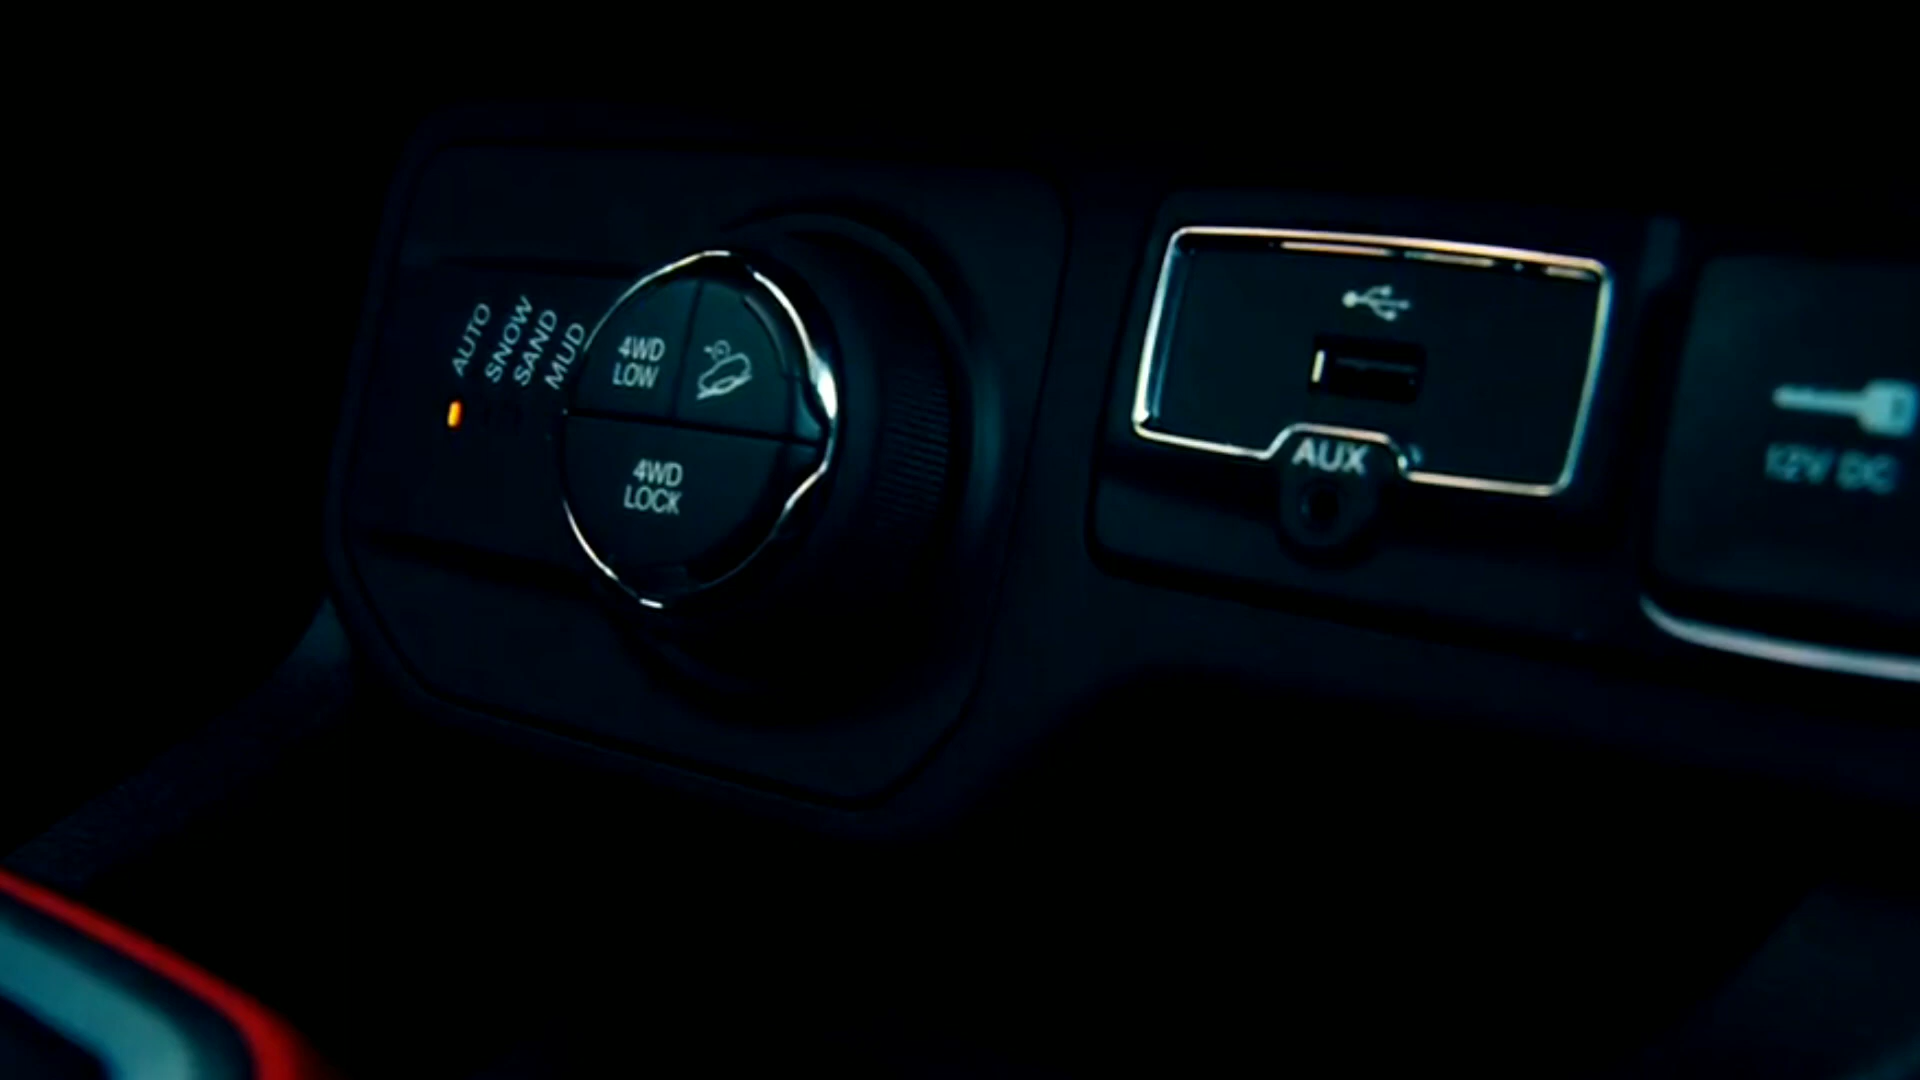 AUTO
SNOW
SAND
MUD
4WD
LOW
4WD
LOCK
AUX
12V DC